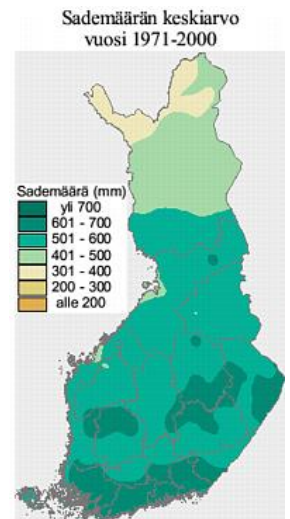 Sademäärän keskiarvo
vuosi 1971-2000
Sademäärä (mm)
yli 700
601 - 700
501 - 600
401 - 500
301 - 400
200 - 300
alle 200